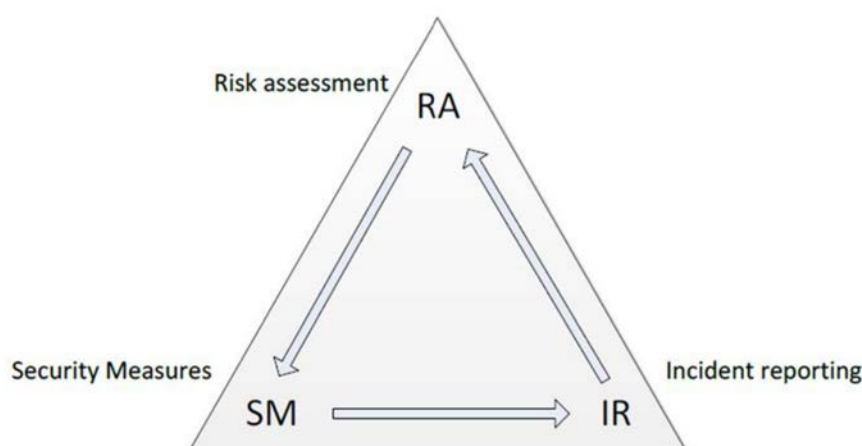 Risk assessment
RA
Security Measures
Incident reporting
SM
IR